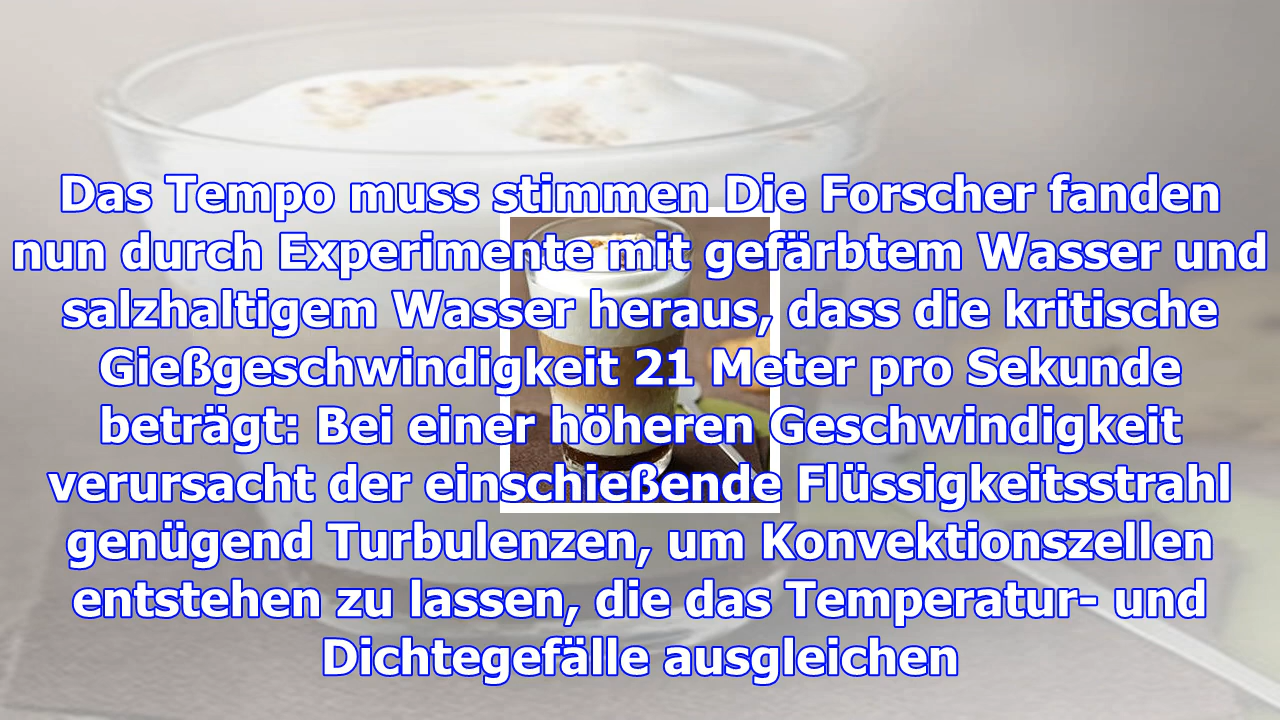 Das Tempo muss stimmen Die Forscher fanden
nun durch Experimente mit gefärbtem Wasser und
salzhaltigem Wasser heraus, dass die kritische
Gießgeschwindigkeit 21 Meter pro Sekunde
beträgt: Bei einer höheren Geschwindigkeit
verursacht der einschießende Flüssigkeitsstrahl
genügend Turbulenzen, um Konvektionszellen
entstehen zu lassen, die das Temperatur- und
Dichtegefälle ausgleichen